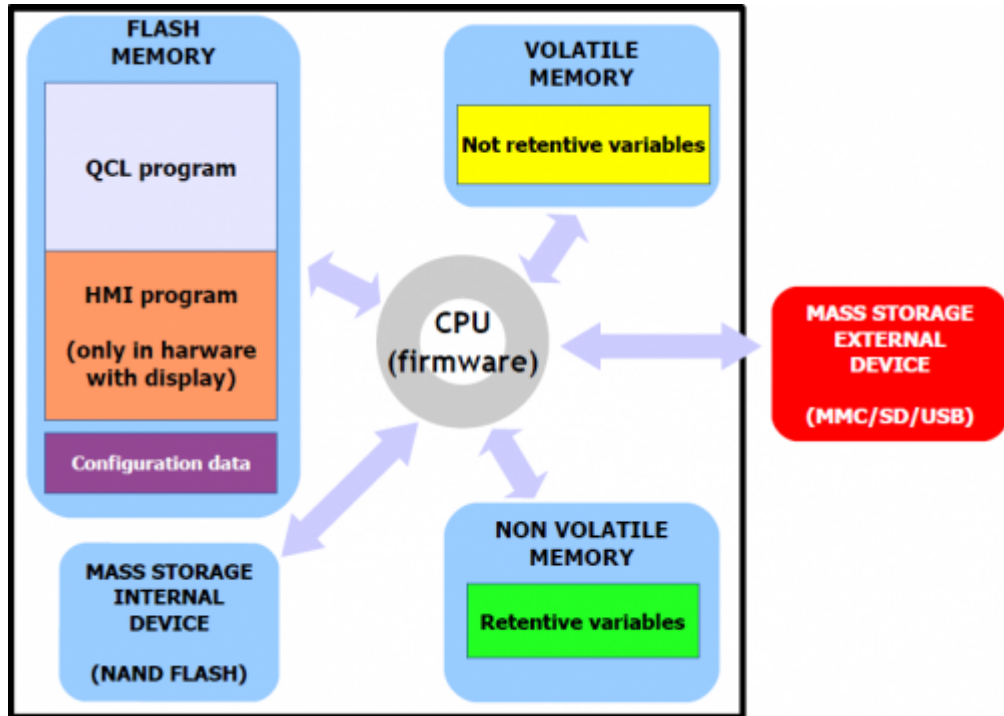 FLASH
MEMORY
QCL program
HMI program
(only in harware
with display)
Configuration data
VOLATILE
MEMORY
Not retentive variables
CPU
(firmware)
MASS STORAGE
EXTERNAL
DEVICE
(MMC/SD/USB)
MASS STORAGE
INTERNAL
DEVICE
(NAND FLASH)
NON VOLATILE
MEMORY
Retentive variables